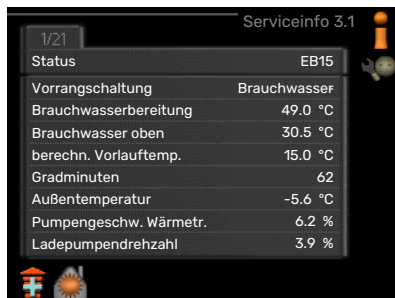 Serviceinfo 3.1
1/21
Status EB15
Vorrangschaltung Brauchwasser
Brauchwasserbereitung 49.0 °C
Brauchwasser oben 30.5 °C
berechn. Vorlauftemp. 15.0 °C
Gradminuten 62
Außentemperatur -5.6 °C
Pumpengeschw. Wärmetr. 6.2 %
Ladepumpendrehzahl 3.9 %